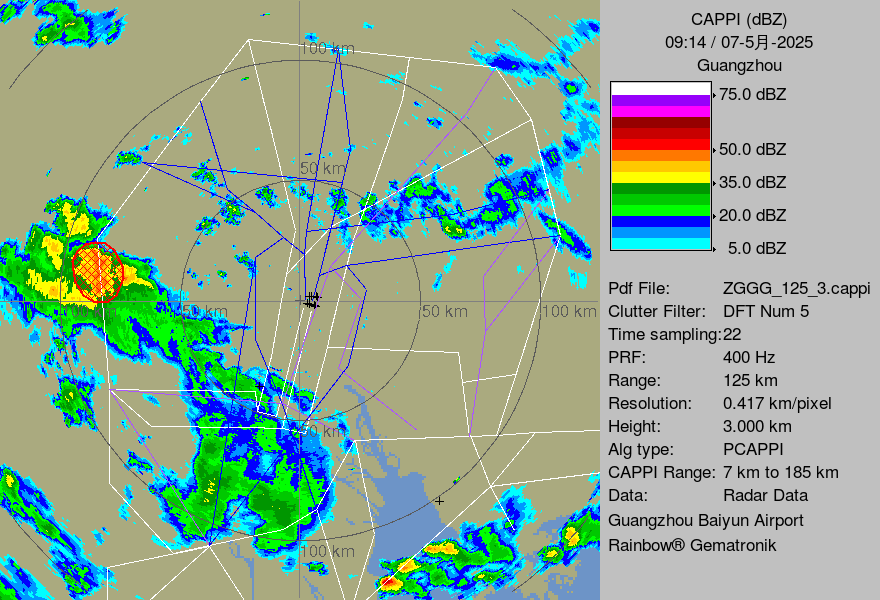 CAPPI (dBZ)
09:14 / 07-5月-2025
Guangzhou
75.0 dBZ
50.0 dBZ
35.0 dBZ
20.0 dBZ
5.0 dBZ
Pdf File: ZGGG_125_3.cappi
Clutter Filter: DFT Num 5
Time sampling:22
PRF: 400 Hz
Range: 125 km
Resolution: 0.417 km/pixel
Height: 3.000 km
Alg type: PCAPPI
CAPPI Range: 7 km to 185 km
Data: Radar Data
Guangzhou Baiyun Airport
Rainbow® Gematronik
100 km
50 km
50 km
50 km
100 km
100 km